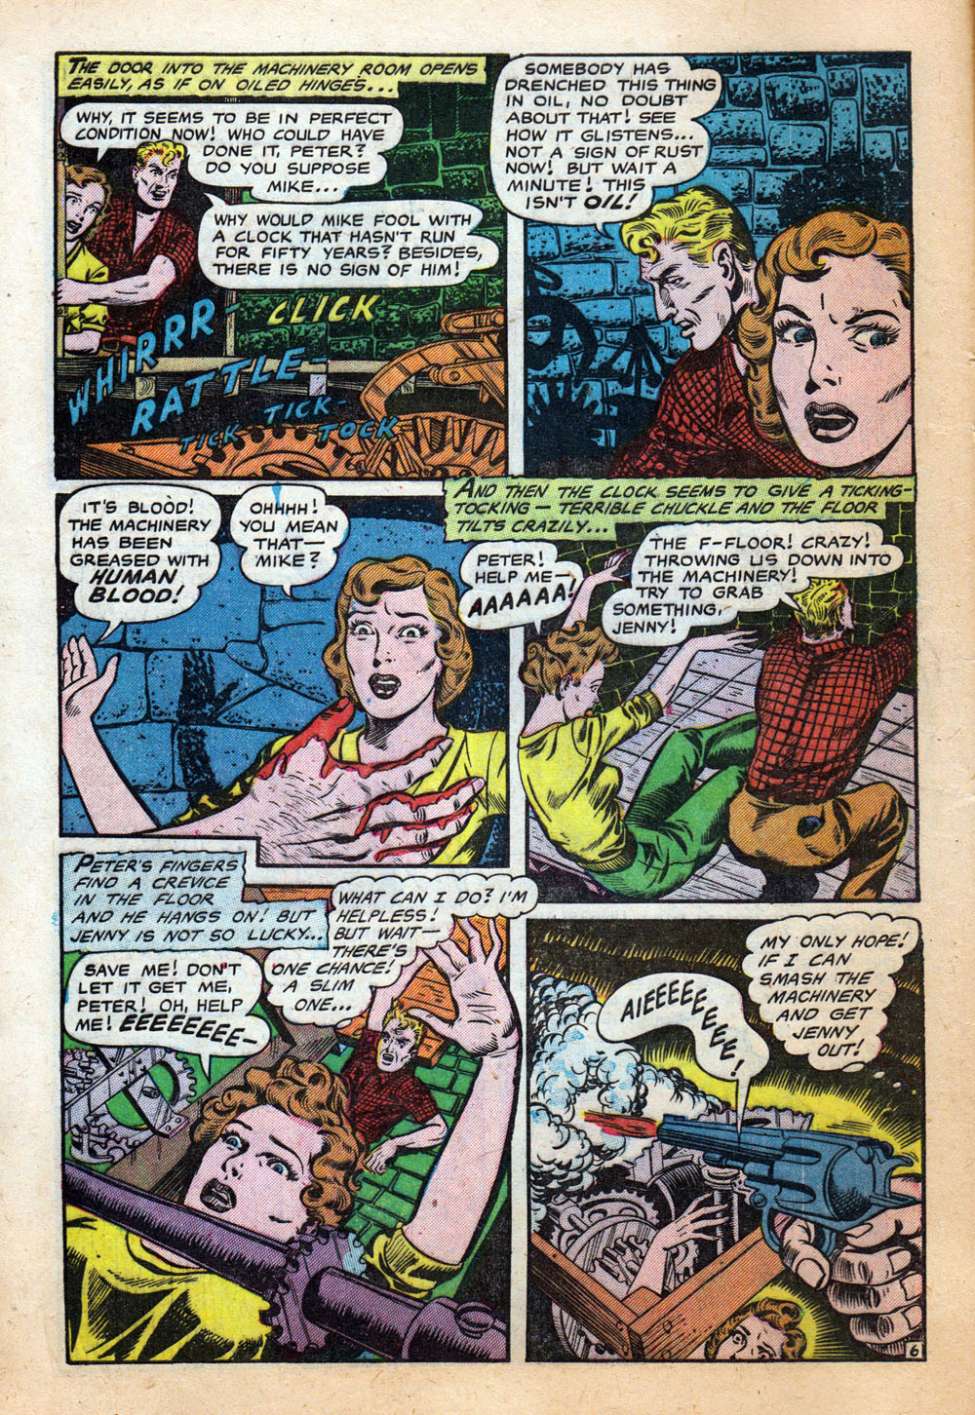 THE DOOR INTO THE MACHINERY ROOM OPENS
EASILY, AS IF ON OILED HINGES...
WHY, IT SEEMS TO BE IN PERFECT
CONDITION NOW! WHO COULD HAVE
DONE IT, PETER?
DO YOU SUPPOSE
MIKE...
WHY WOULD MIKE FOOL WITH
A CLOCK THAT HASN'T RUN
FOR FIFTY YEARS? BESIDES,
THERE IS NO SIGN OF HIM!
WHIRRRR-
CLICK
RATTLE-
TICK-TICK-
TOCK
SOMEBODY HAS
DRENCHED THIS THING
IN OIL, NO DOUBT
ABOUT THAT! SEE
HOW IT GLISTENS...
NOT A SIGN OF RUST
NOW! BUT WAIT A
MINUTE! THIS
ISN'T OIL!
IT'S BLOOD!
THE MACHINERY
HAS BEEN
GREASED WITH
HUMAN
BLOOD!
OHHHH!
YOU MEAN
THAT—
MIKE?
AND THEN THE CLOCK SEEMS TO GIVE A TICKING-
TOCKING — TERRIBLE CHUCKLE AND THE FLOOR
TILTS CRAZILY...
PETER!
HELP ME—
AAAAAA!
THE F-FLOOR! CRAZY!
THROWING US DOWN INTO
THE MACHINERY!
TRY TO GRAB
SOMETHING,
JENNY!
PETER'S FINGERS
FIND A CREVICE
IN THE FLOOR
AND HE HANGS ON! BUT
JENNY IS NOT SO LUCKY...
SAVE ME! DON'T
LET IT GET ME,
PETER! OH, HELP
ME! EEEEEEEE—
WHAT CAN I DO? I'M
HELPLESS!
BUT WAIT—
THERE'S
ONE CHANCE!
A SLIM
ONE...
AIEEEEEEEEE!
MY ONLY HOPE!
IF I CAN
SMASH THE
MACHINERY
AND GET
JENNY
OUT!
6